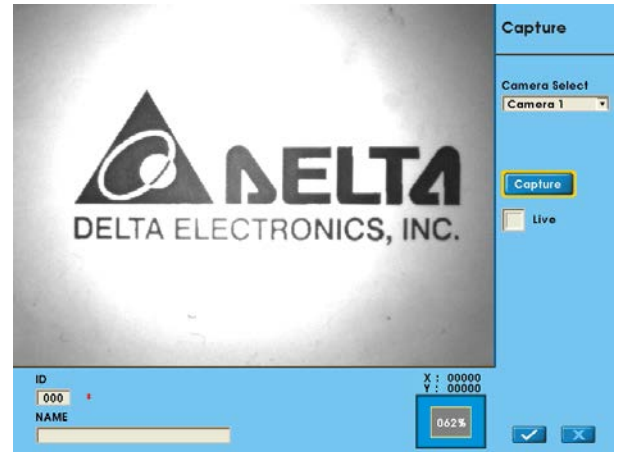 Capture
Camera Select
Camera 1
Capture
Live
DELTA
DELTA ELECTRONICS, INC.
ID
000 *
NAME
X : 00000
Y : 00000
062%